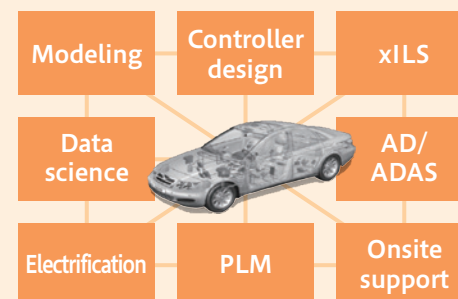 Modeling
Controller
design
xILS
Data
science
AD/
ADAS
Electrification
PLM
Onsite
support